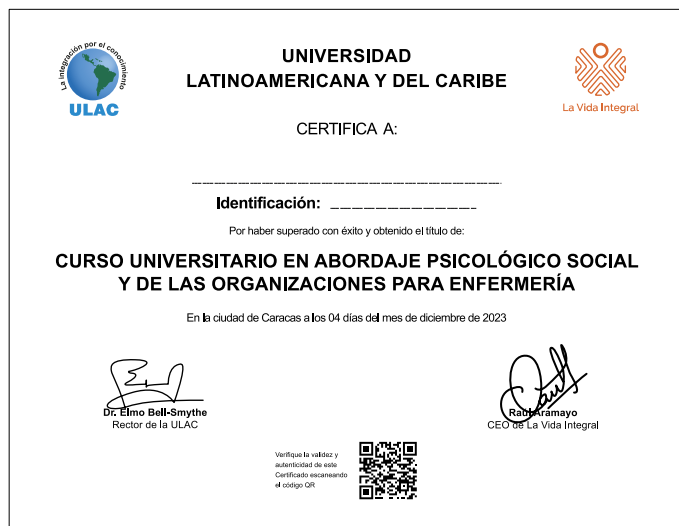 La integración por el conocimiento
ULAC
UNIVERSIDAD
LATINOAMERICANA Y DEL CARIBE
La Vida Integral
CERTIFICA A:
Identificación:
Por haber superado con éxito y obtenido el título de:
CURSO UNIVERSITARIO EN ABORDAJE PSICOLÓGICO SOCIAL
Y DE LAS ORGANIZACIONES PARA ENFERMERÍA
En la ciudad de Caracas a los 04 días del mes de diciembre de 2023
Dr. Elmo Bell-Smythe
Rector de la ULAC
Raúl Aramayo
CEO de La Vida Integral
Verifique la validez y
autenticidad de este
Certificado escaneando
el código QR